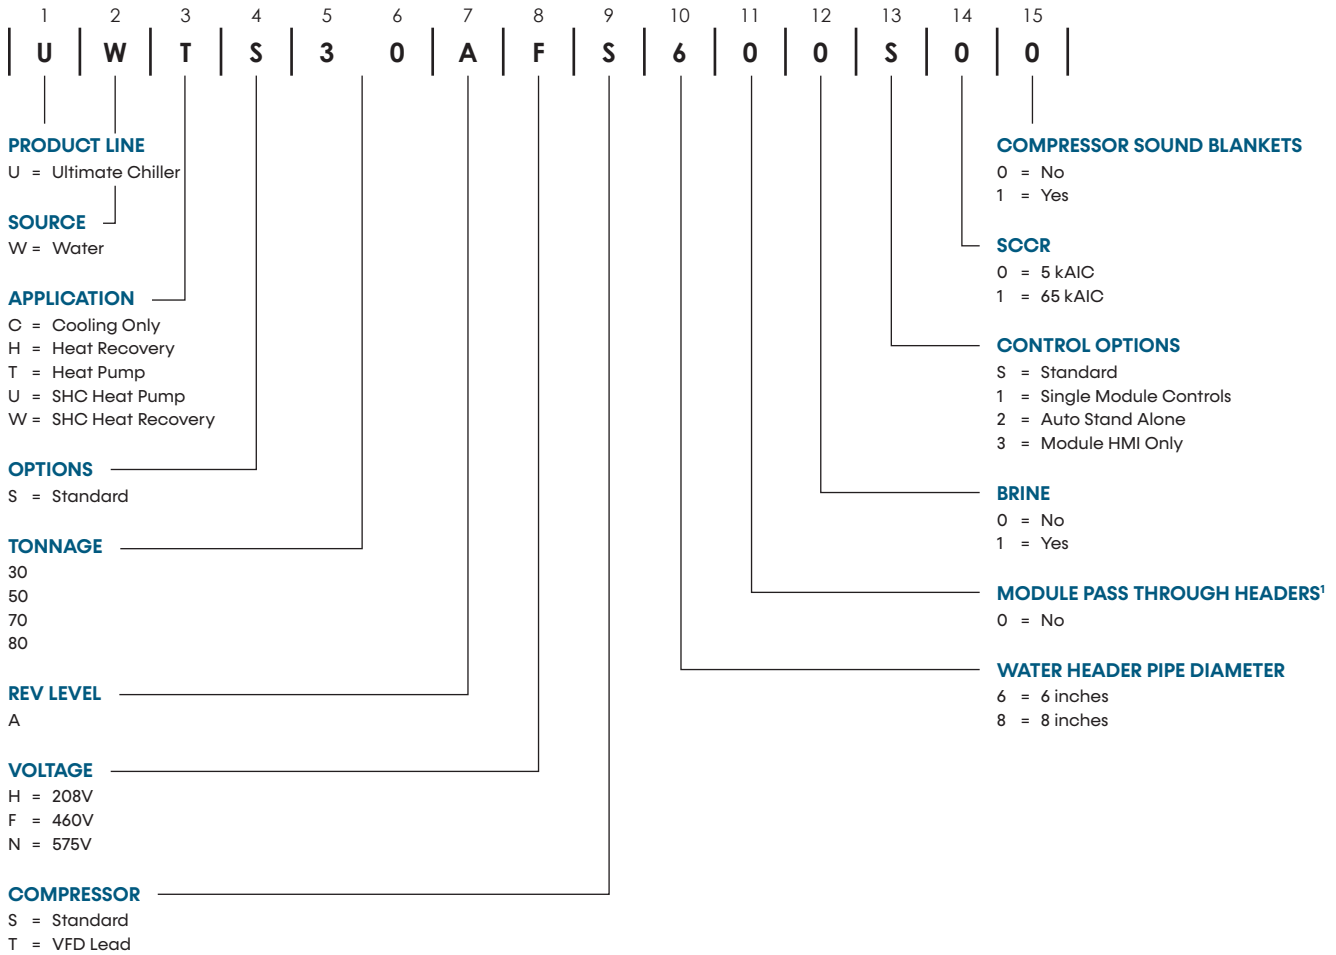 1 2 3 4 5 6 7 8 9 10 11 12 13 14 15
U W T S 3 0 A F S 6 0 0 S 0 0
PRODUCT LINE
U = Ultimate Chiller
SOURCE
W = Water
APPLICATION
C = Cooling Only
H = Heat Recovery
T = Heat Pump
U = SHC Heat Pump
W = SHC Heat Recovery
OPTIONS
S = Standard
TONNAGE
30
50
70
80
REV LEVEL
A
VOLTAGE
H = 208V
F = 460V
N = 575V
COMPRESSOR
S = Standard
T = VFD Lead
COMPRESSOR SOUND BLANKETS
0 = No
1 = Yes
SCCR
0 = 5 kAIC
1 = 65 kAIC
CONTROL OPTIONS
S = Standard
1 = Single Module Controls
2 = Auto Stand Alone
3 = Module HMI Only
BRINE
0 = No
1 = Yes
MODULE PASS THROUGH HEADERS¹
0 = No
WATER HEADER PIPE DIAMETER
6 = 6 inches
8 = 8 inches